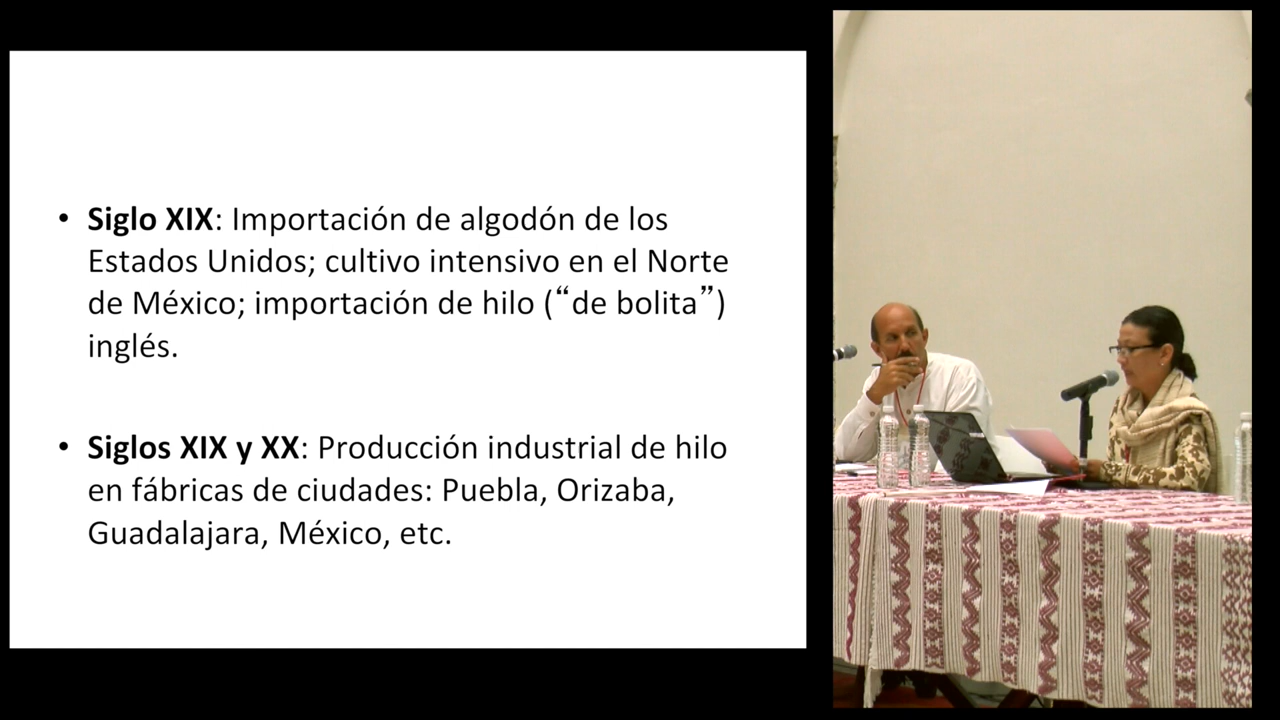 • Siglo XIX: Importación de algodón de los
Estados Unidos; cultivo intensivo en el Norte
de México; importación de hilo (“de bolita”)
inglés.
• Siglos XIX y XX: Producción industrial de hilo
en fábricas de ciudades: Puebla, Orizaba,
Guadalajara, México, etc.